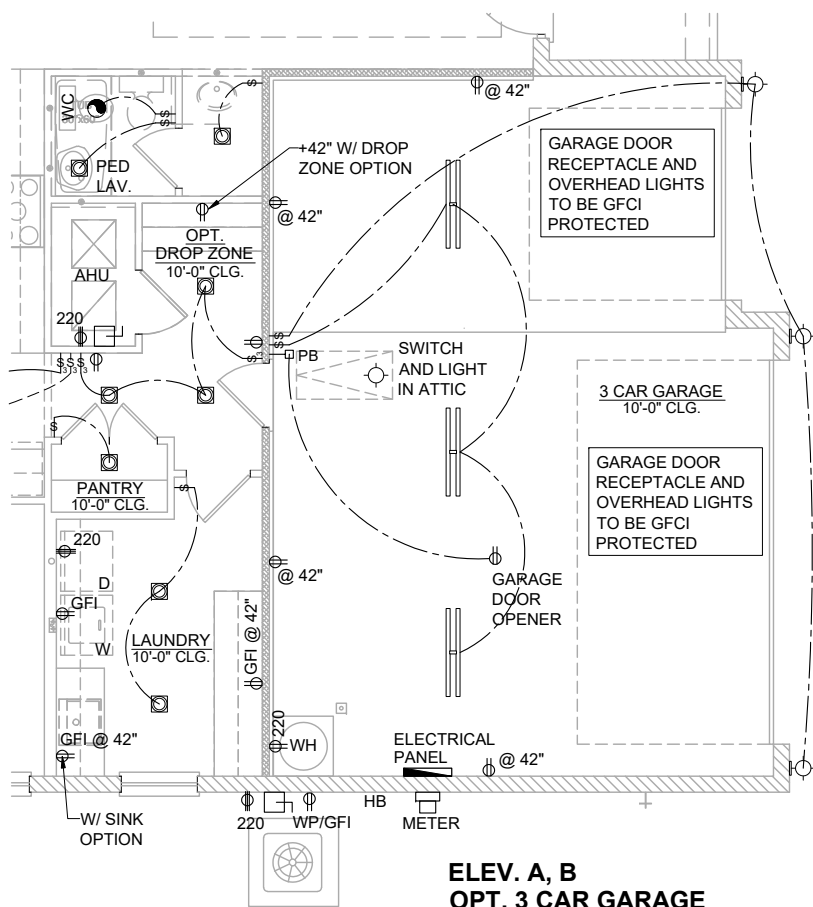 WC
PED
LAV.
S
S
S
@ 42"
+42" W/ DROP
ZONE OPTION
GARAGE DOOR
RECEPTACLE AND
OVERHEAD LIGHTS
TO BE GFCI
PROTECTED
@ 42"
OPT.
DROP ZONE
10'-0" CLG.
AHU
220
S
S
S3
PB
SWITCH
AND LIGHT
IN ATTIC
S3
S
S3
3 CAR GARAGE
10'-0" CLG.
S
GARAGE DOOR
RECEPTACLE AND
OVERHEAD LIGHTS
TO BE GFCI
PROTECTED
PANTRY
10'-0" CLG.
S
220
D
@ 42"
GARAGE
DOOR
OPENER
GFI
W
LAUNDRY
10'-0" CLG.
GFI @ 42"
220
WH
GFI @ 42"
ELECTRICAL
PANEL
@ 42"
W/ SINK
OPTION
220
WP/GFI
HB
METER
ELEV. A, B
OPT. 3 CAR GARAGE